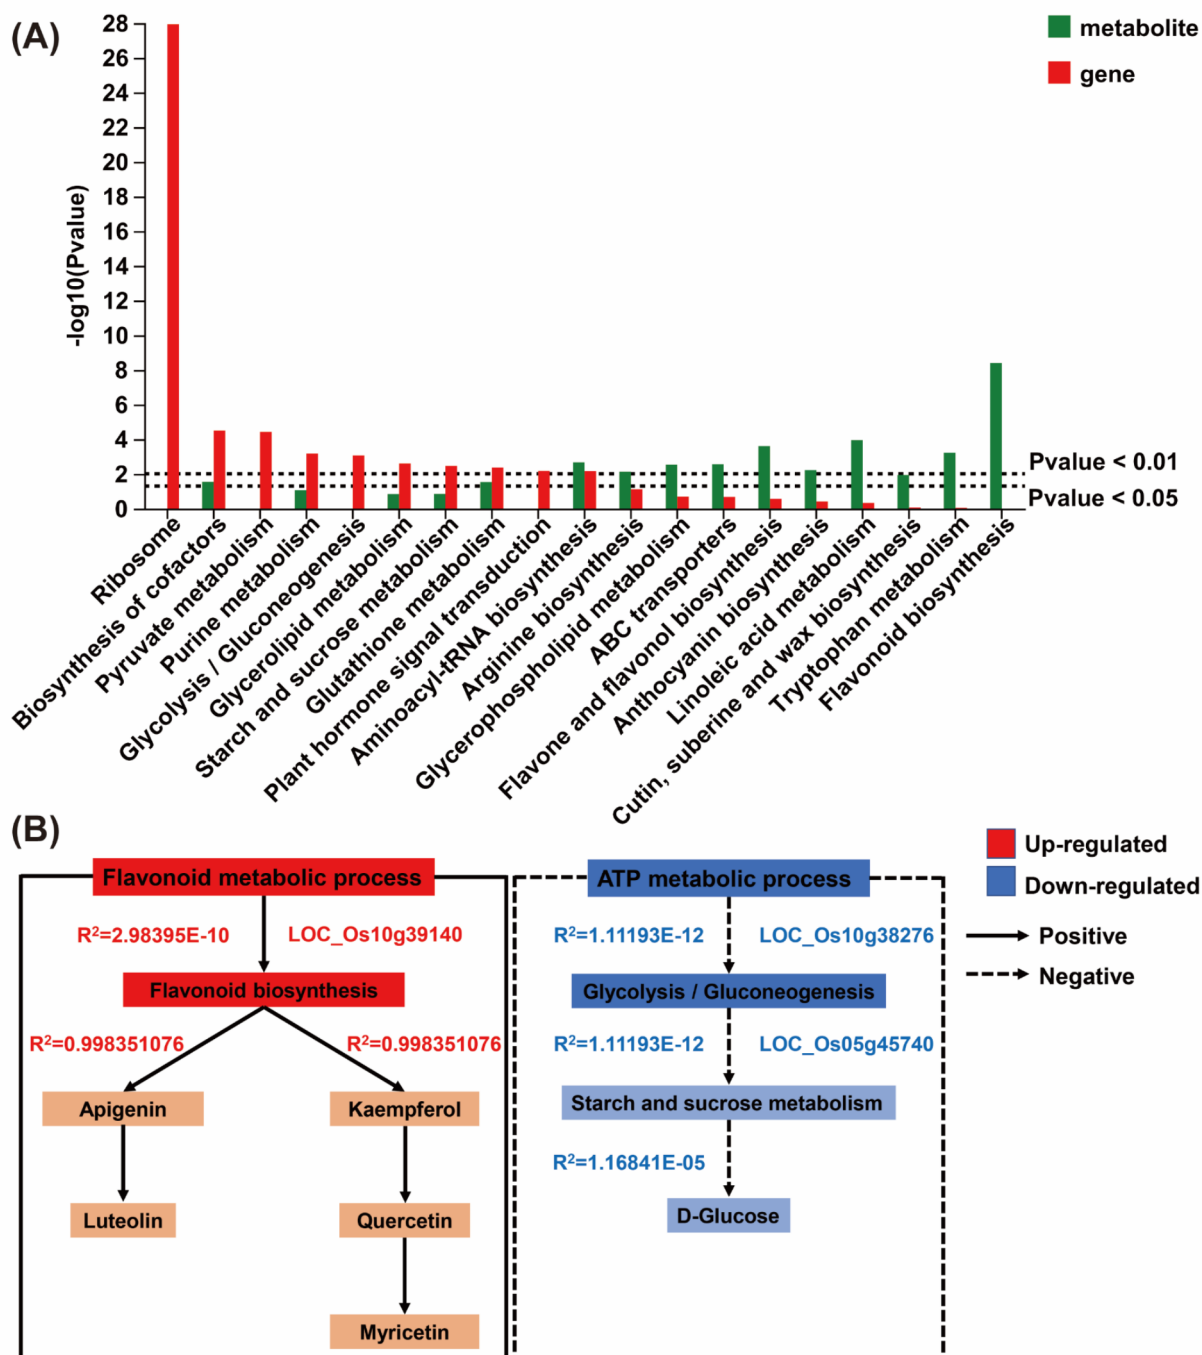 (A)
metabolite
gene
-log10(Pvalue)
28
26
24
22
20
18
16
14
12
10
8
6
4
2
0
Pvalue < 0.01
Pvalue < 0.05
Ribosome
Biosynthesis of cofactors
Pyruvate metabolism
Purine metabolism
Glycolysis / Gluconeogenesis
Glycerolipid metabolism
Starch and sucrose metabolism
Glutathione metabolism
Plant hormone signal transduction
Aminoacyl-tRNA biosynthesis
Arginine biosynthesis
Glycerophospholipid metabolism
ABC transporters
Flavone and flavonol biosynthesis
Anthocyanin biosynthesis
Linoleic acid metabolism
Cutin, suberine and wax biosynthesis
Tryptophan metabolism
Flavonoid biosynthesis
(B)
Flavonoid metabolic process
R²=2.98395E-10 LOC_Os10g39140
Flavonoid biosynthesis
R²=0.998351076 R²=0.998351076
Apigenin Kaempferol
Luteolin Quercetin
Myricetin
ATP metabolic process
R²=1.11193E-12 LOC_Os10g38276
Glycolysis / Gluconeogenesis
R²=1.11193E-12 LOC_Os05g45740
Starch and sucrose metabolism
R²=1.16841E-05
D-Glucose
Up-regulated
Down-regulated
Positive
Negative